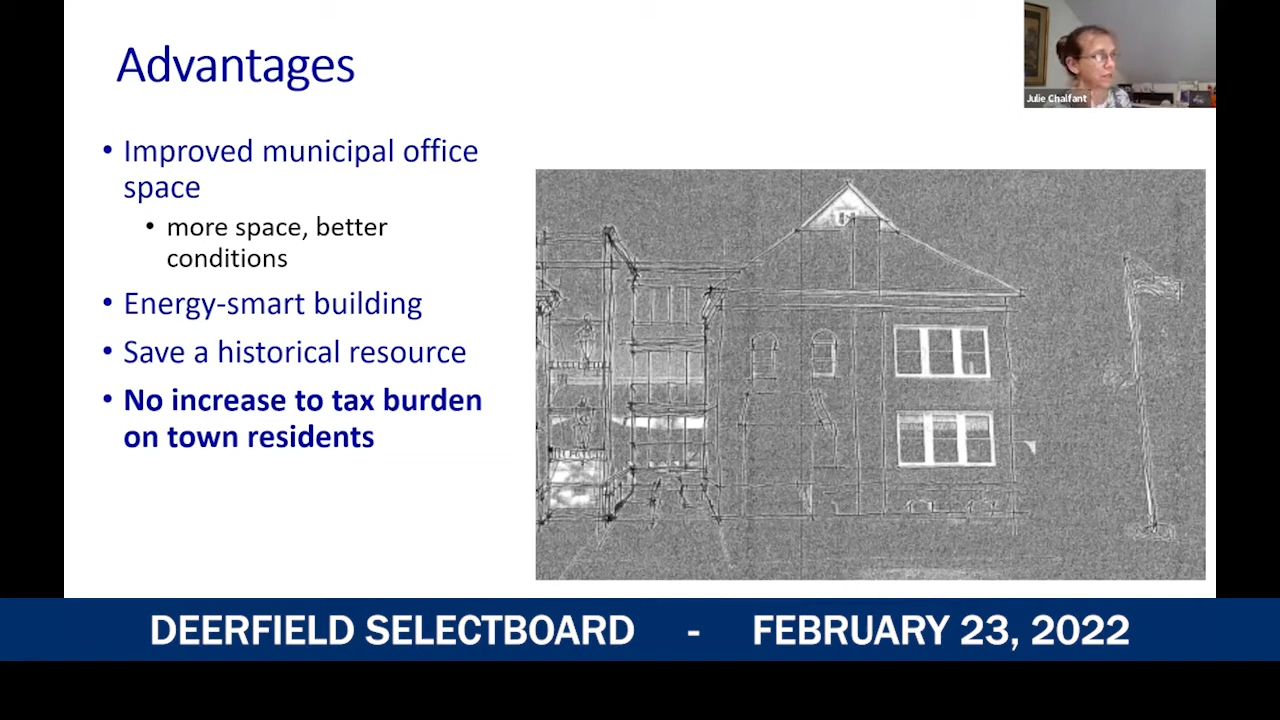 Advantages
Julie Chalfant
• Improved municipal office
space
• more space, better
conditions
• Energy-smart building
• Save a historical resource
• No increase to tax burden
on town residents
DEERFIELD SELECTBOARD - FEBRUARY 23, 2022